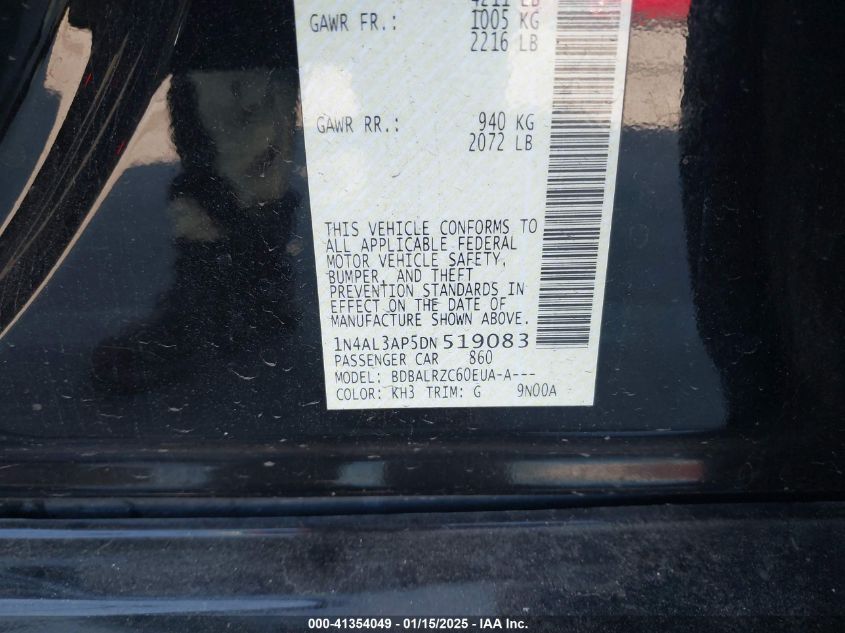 4211 LB
GAWR FR.: 1005 KG
2216 LB
GAWR RR.: 940 KG
2072 LB
THIS VEHICLE CONFORMS TO
ALL APPLICABLE FEDERAL
MOTOR VEHICLE SAFETY,
BUMPER, AND THEFT
PREVENTION STANDARDS IN
EFFECT ON THE DATE OF
MANUFACTURE SHOWN ABOVE.
1N4AL3AP5DN519083
PASSENGER CAR 860
MODEL: BDBALRZC60EUA-A---
COLOR: KH3 TRIM: G 9N00A
000-41354049 - 01/15/2025 - IAA Inc.